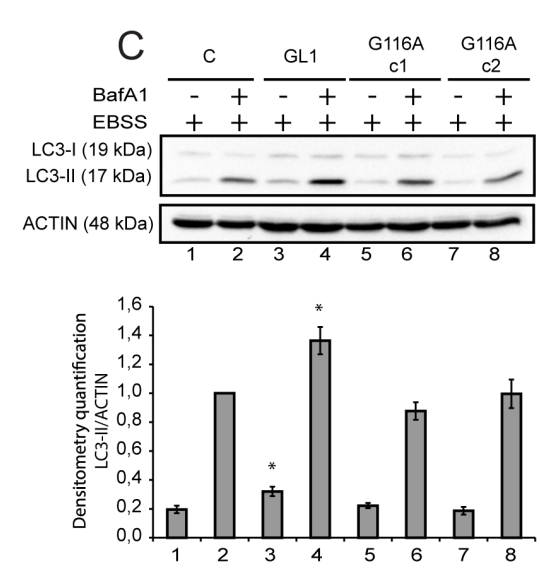 C
C GL1 G116A c1 G116A c2
BafA1 - + - + - + - +
EBSS + + + + + + + +
LC3-I (19 kDa)
LC3-II (17 kDa)
ACTIN (48 kDa)
1 2 3 4 5 6 7 8
Densitometry quantification
LC3-II/ACTIN
1,6
1,4
1,2
1,0
0,8
0,6
0,4
0,2
0,0
* *
1 2 3 4 5 6 7 8